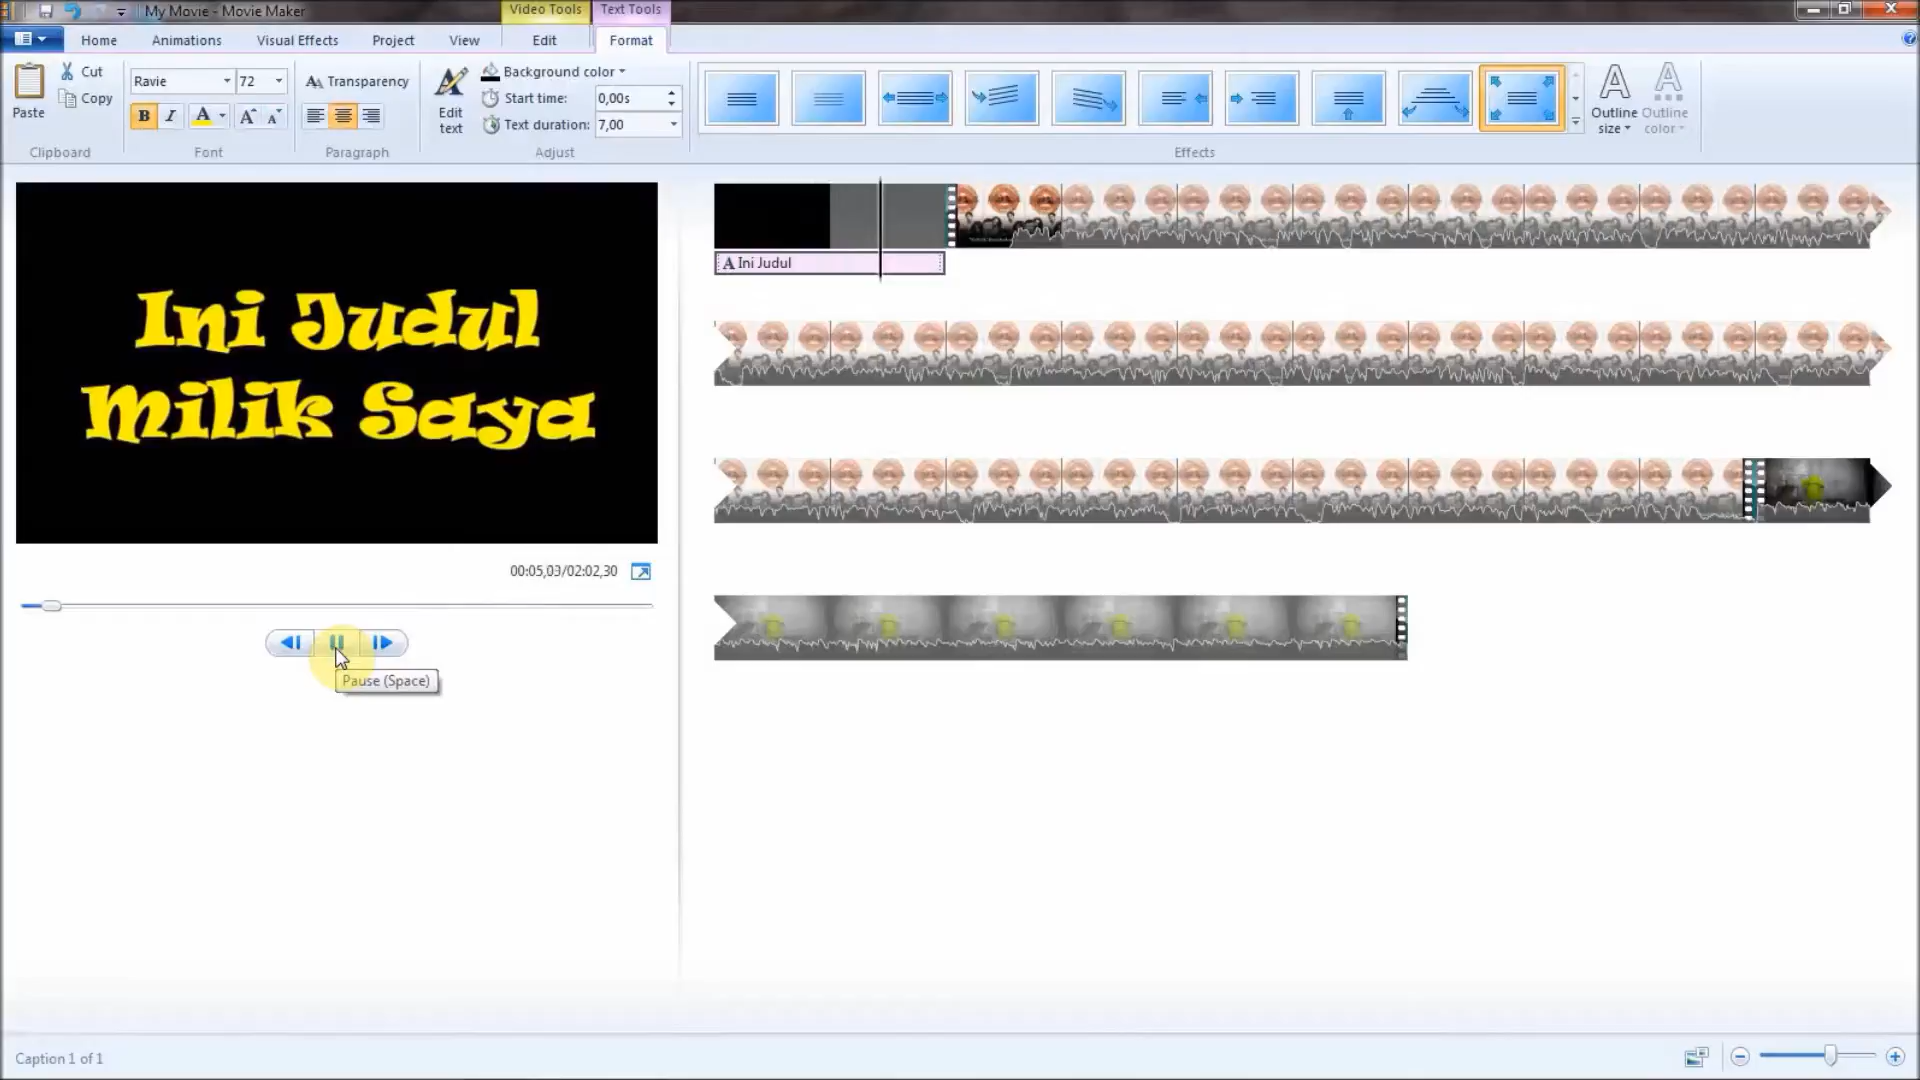 My Movie - Movie Maker
Video Tools
Text Tools
Home
Animations
Visual Effects
Project
View
Edit
Format
Paste
Cut
Copy
Clipboard
Ravie
72
B I A A A
Font
Transparency
Paragraph
Edit text
Background color
Start time: 0,00s
Text duration: 7,00
Adjust
Effects
Outline size
Outline color
Ini Judul
Milik Saya
A Ini Judul
00:05,03/02:02,30
Pause (Space)
Caption 1 of 1